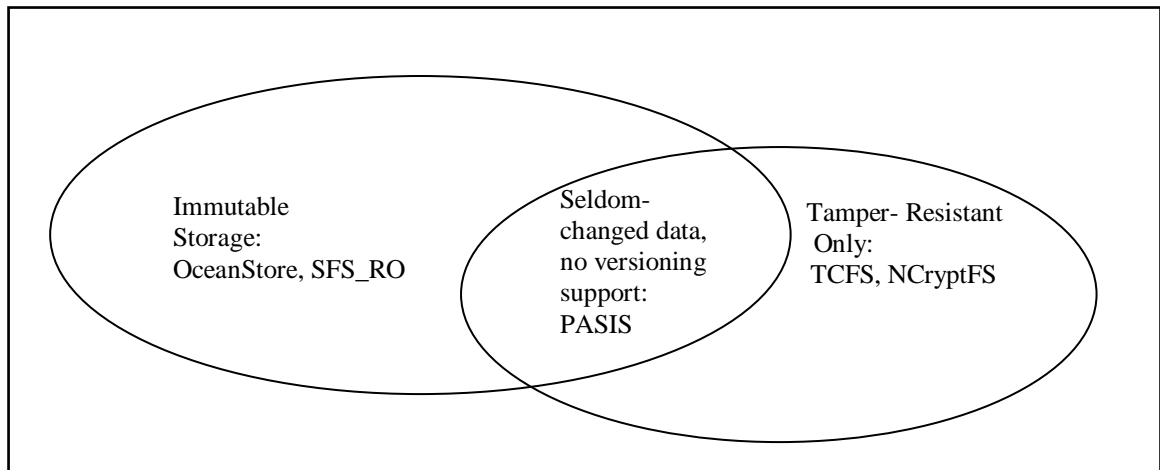 Immutable
Storage:
OceanStore, SFS_RO
Seldom-
changed data,
no versioning
support:
PASIS
Tamper- Resistant
Only:
TCFS, NCryptFS